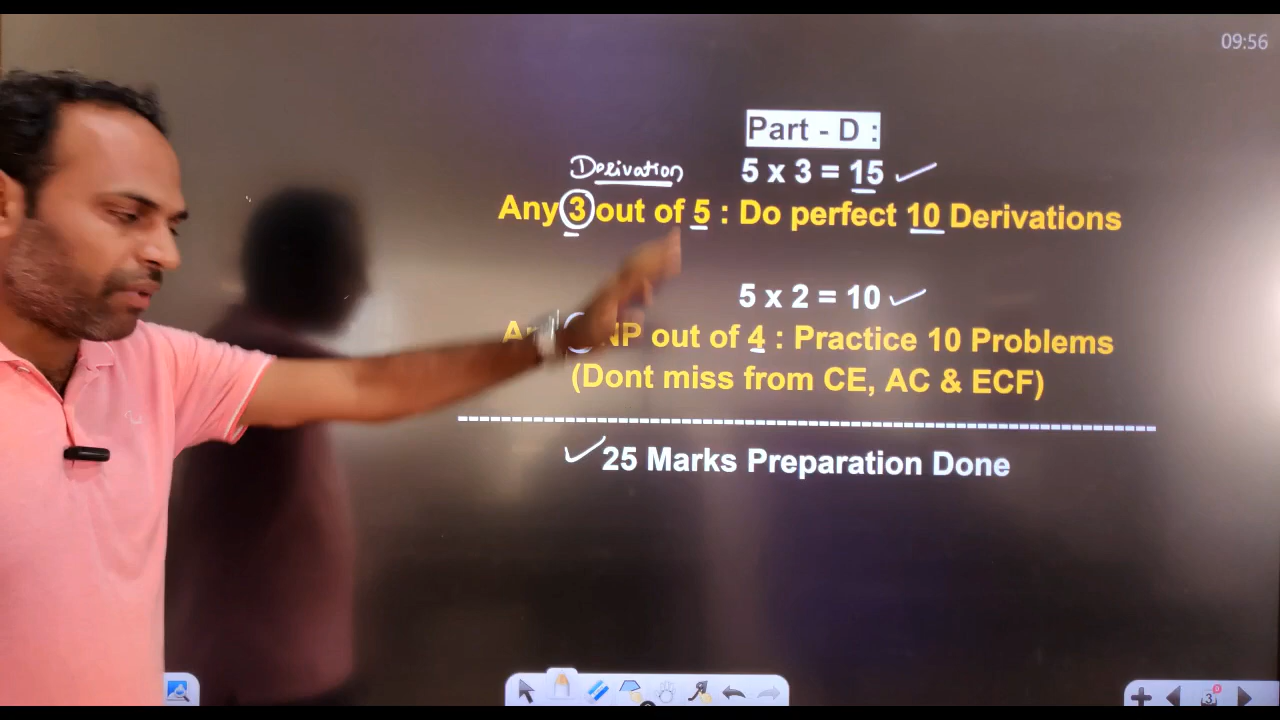 09:56
Part - D :
Derivation 5 x 3 = 15
Any 3 out of 5 : Do perfect 10 Derivations
5 x 2 = 10
NP out of 4 : Practice 10 Problems
(Dont miss from CE, AC & ECF)
25 Marks Preparation Done
3